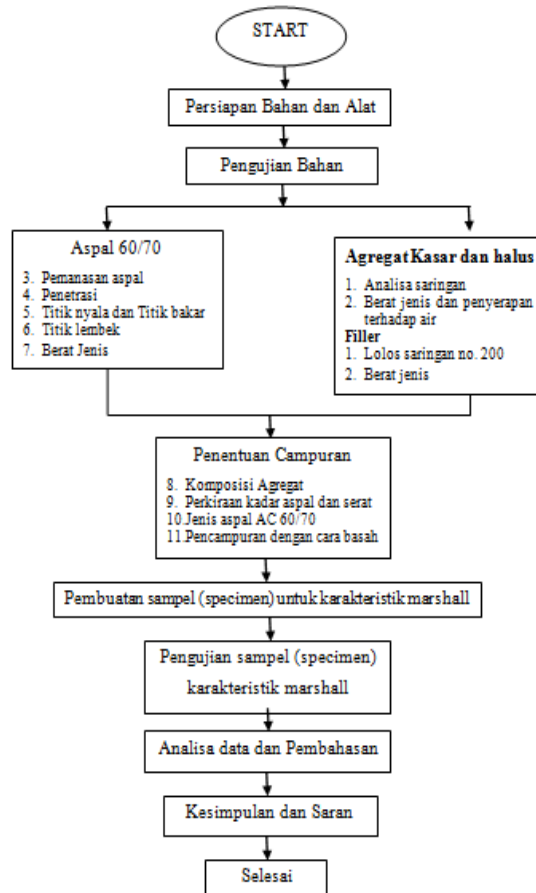 START
Persiapan Bahan dan Alat
Pengujian Bahan
Aspal 60/70
3. Pemanasan aspal
4. Penetrasi
5. Titik nyala dan Titik bakar
6. Titik lembek
7. Berat Jenis
Agregat Kasar dan halus
1. Analisa saringan
2. Berat jenis dan penyerapan
terhadap air
Filler
1. Lolos saringan no. 200
2. Berat jenis
Penentuan Campuran
8. Komposisi Agregat
9. Perkiraan kadar aspal dan serat
10.Jenis aspal AC 60/70
11.Pencampuran dengan cara basah
Pembuatan sampel (specimen) untuk karakteristik marshall
Pengujian sampel (specimen)
karakteristik marshall
Analisa data dan Pembahasan
Kesimpulan dan Saran
Selesai